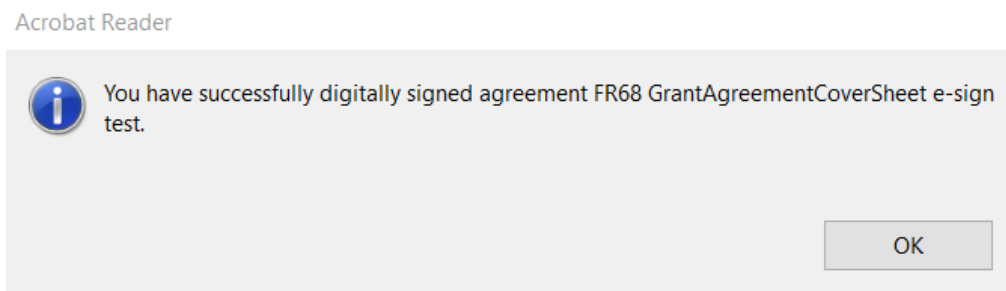 Acrobat Reader
You have successfully digitally signed agreement FR68 GrantAgreementCoverSheet e-sign
test.
OK